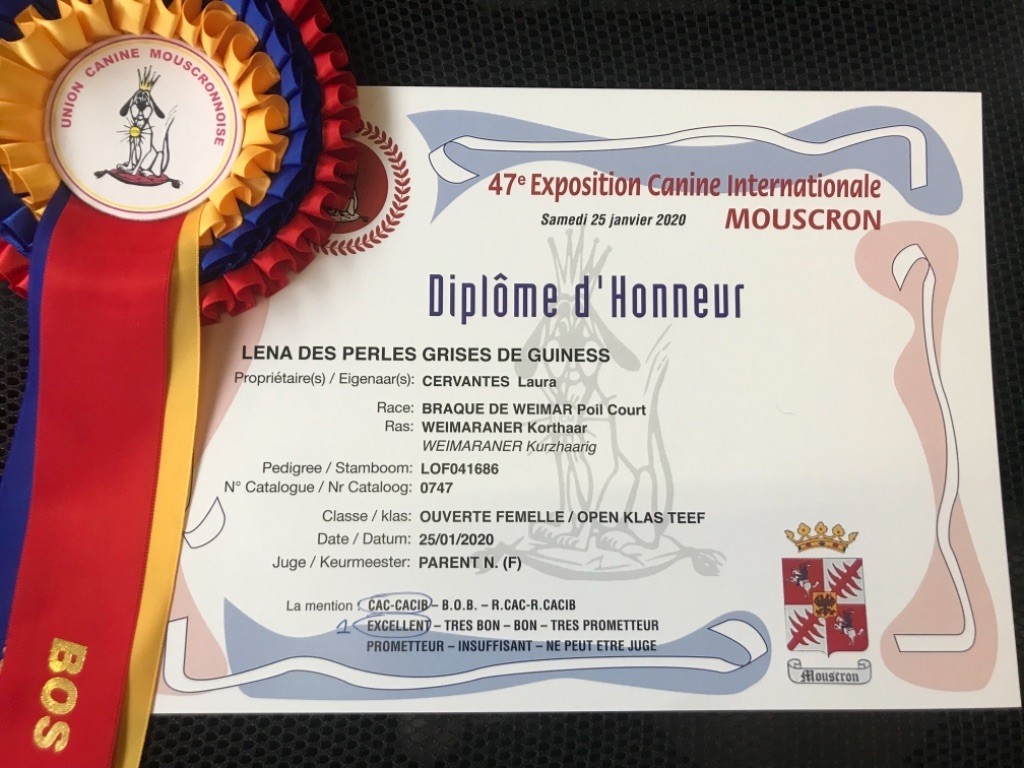 UNION CANINE MOUSCRONNOISE
47e Exposition Canine Internationale
Samedi 25 janvier 2020
MOUSCRON
Diplôme d'Honneur
LENA DES PERLES GRISES DE GUINESS
Propriétaire(s) / Eigenaar(s): CERVANTES Laura
Race: BRAQUE DE WEIMAR Poil Court
Ras: WEIMARANER Korthaar
WEIMARANER Kurzhaarig
Pedigree / Stamboom: LOF041686
N° Catalogue / Nr Cataloog: 0747
Classe / klas: OUVERTE FEMELLE / OPEN KLAS TEEF
Date / Datum: 25/01/2020
Juge / Keurmeester: PARENT N. (F)
La mention : CAC-CACIB – B.O.B. – R.CAC-R.CACIB
1 EXCELLENT – TRES BON – BON – TRES PROMETTEUR
PROMETTEUR – INSUFFISANT – NE PEUT ETRE JUGE
Mouscron
BOS